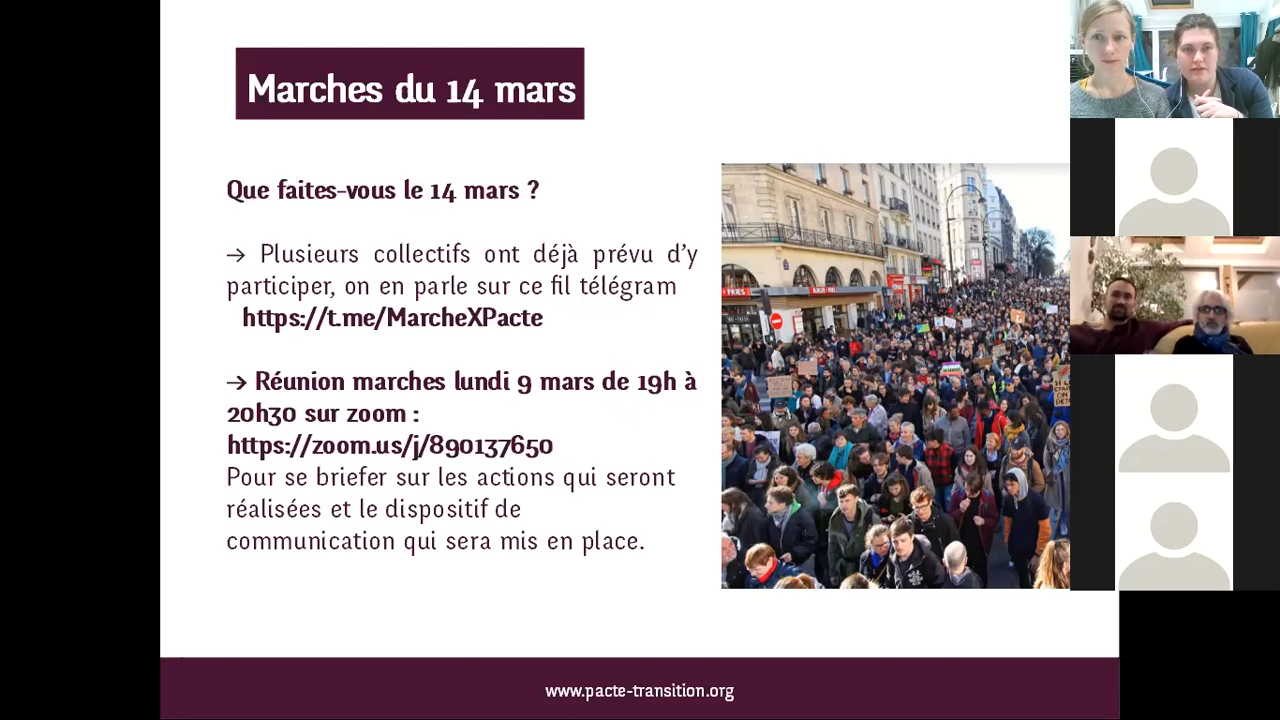 Marches du 14 mars
Que faites-vous le 14 mars ?
→ Plusieurs collectifs ont déjà prévu d'y
participer, on en parle sur ce fil télégram
https://t.me/MarcheXPacte
→ Réunion marches lundi 9 mars de 19h à
20h30 sur zoom :
https://zoom.us/j/890137650
Pour se briefer sur les actions qui seront
réalisées et le dispositif de
communication qui sera mis en place.
www.pacte-transition.org